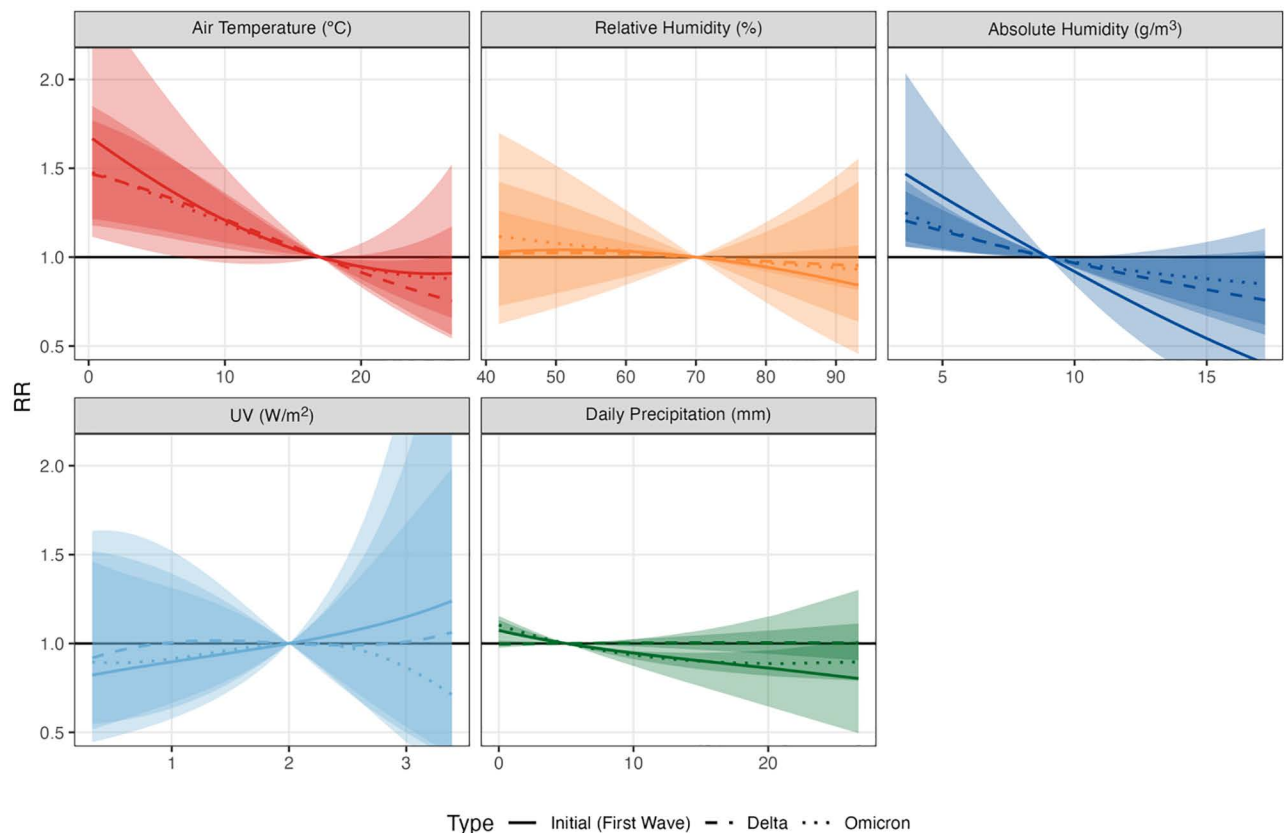 Air Temperature (ºC)
Relative Humidity (%)
Absolute Humidity (g/m³)
2.0
1.5
1.0
0.5
0 10 20
40 50 60 70 80 90
5 10 15
RR
UV (W/m²)
Daily Precipitation (mm)
2.0
1.5
1.0
0.5
1 2 3
0 10 20
Type Initial (First Wave) Delta Omicron